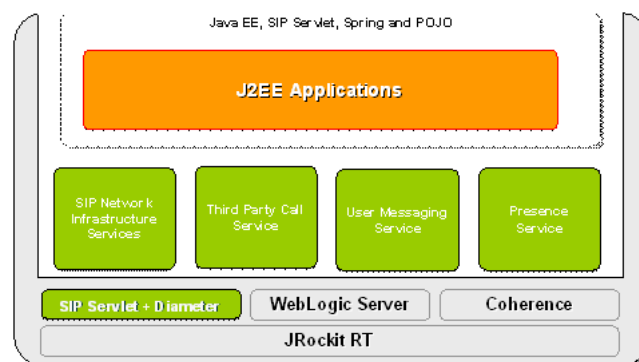 Java EE, SIP Servlet, Spring and POJO
J2EE Applications
SIP Network
Infrastructure
Services
Third Party Call
Service
User Messaging
Service
Presence
Service
SIP Servlet + Diameter
WebLogic Server
Coherence
JRockit RT